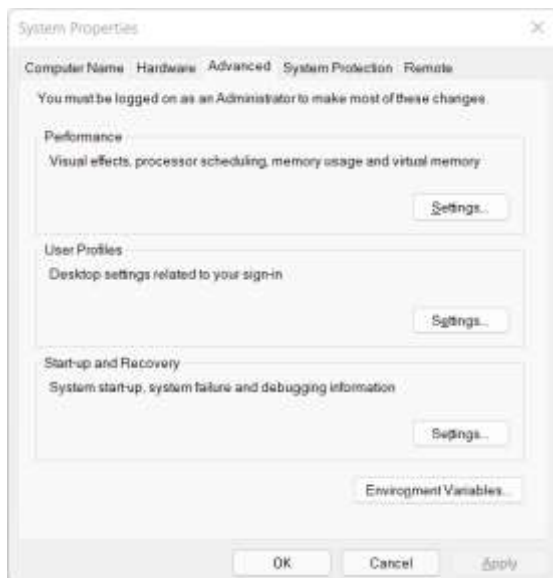 System Properties
Computer Name Hardware Advanced System Protection Remote
You must be logged on as an Administrator to make most of these changes.
Performance
Visual effects, processor scheduling, memory usage and virtual memory
Settings...
User Profiles
Desktop settings related to your sign-in
Settings...
Start-up and Recovery
System start-up, system failure and debugging information
Settings...
Environment Variables...
OK Cancel Apply